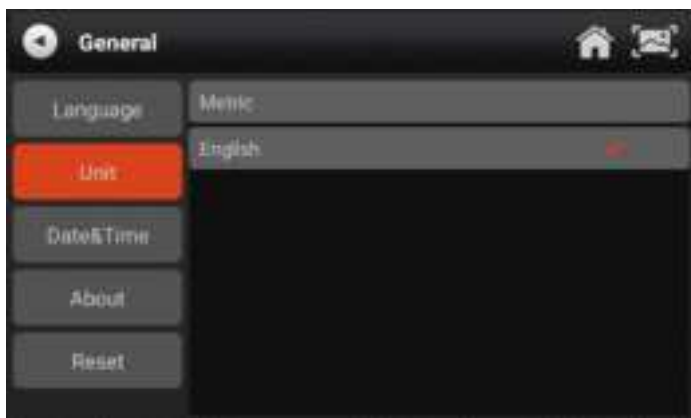 General
Language
Metric
English
Unit
Date&Time
About
Reset